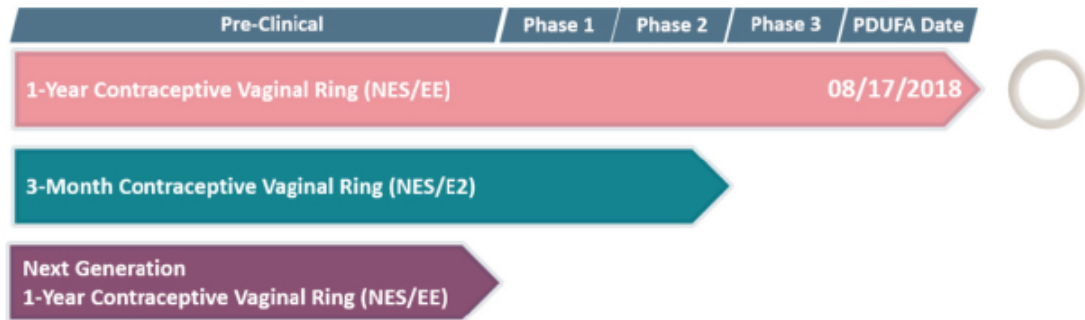 Pre-Clinical
Phase 1
Phase 2
Phase 3
PDUFA Date
1-Year Contraceptive Vaginal Ring (NES/EE)
08/17/2018
3-Month Contraceptive Vaginal Ring (NES/E2)
Next Generation
1-Year Contraceptive Vaginal Ring (NES/EE)